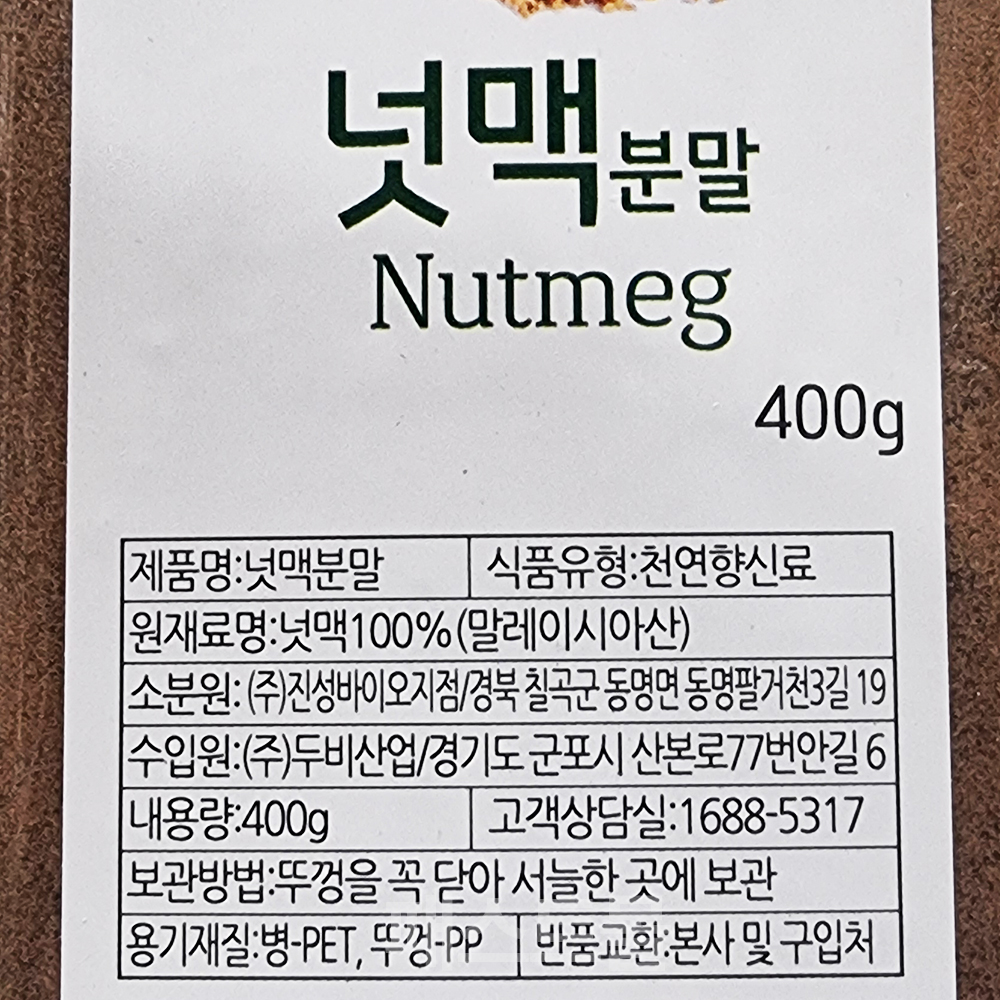 넛맥분말
Nutmeg
400g
제품명:넛맥분말 식품유형:천연향신료
원재료명:넛맥100%(말레이시아산)
소분원:(주)진성바이오지점/경북 칠곡군 동명면 동명팔거천3길 19
수입원:(주)두비산업/경기도 군포시 산본로77번안길 6
내용량:400g 고객상담실:1688-5317
보관방법:뚜껑을 꼭 닫아 서늘한 곳에 보관
용기재질:병-PET, 뚜껑-PP 반품교환:본사 및 구입처